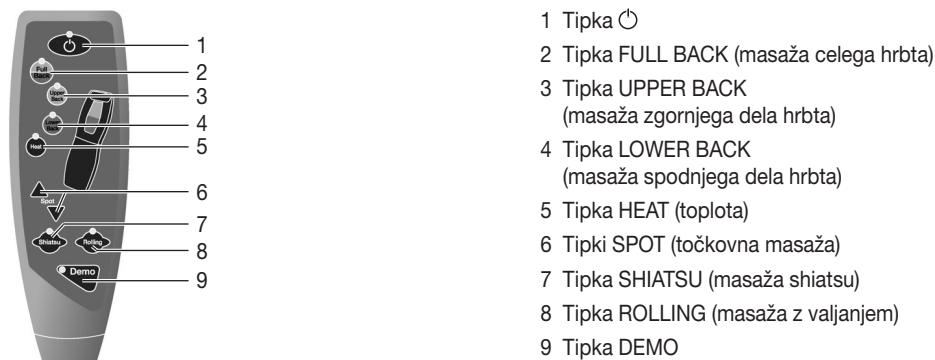 Full
Back
1
2
Upper
Back
3
Lower
Back
4
Heat
5
6
Spot
7
Shiatsu
Rolling
8
Demo
9
1 Tipka ⏻
2 Tipka FULL BACK (masaža celega hrbta)
3 Tipka UPPER BACK
(masaža zgornjega dela hrbta)
4 Tipka LOWER BACK
(masaža spodnjega dela hrbta)
5 Tipka HEAT (toplota)
6 Tipki SPOT (točkovna masaža)
7 Tipka SHIATSU (masaža shiatsu)
8 Tipka ROLLING (masaža z valjanjem)
9 Tipka DEMO